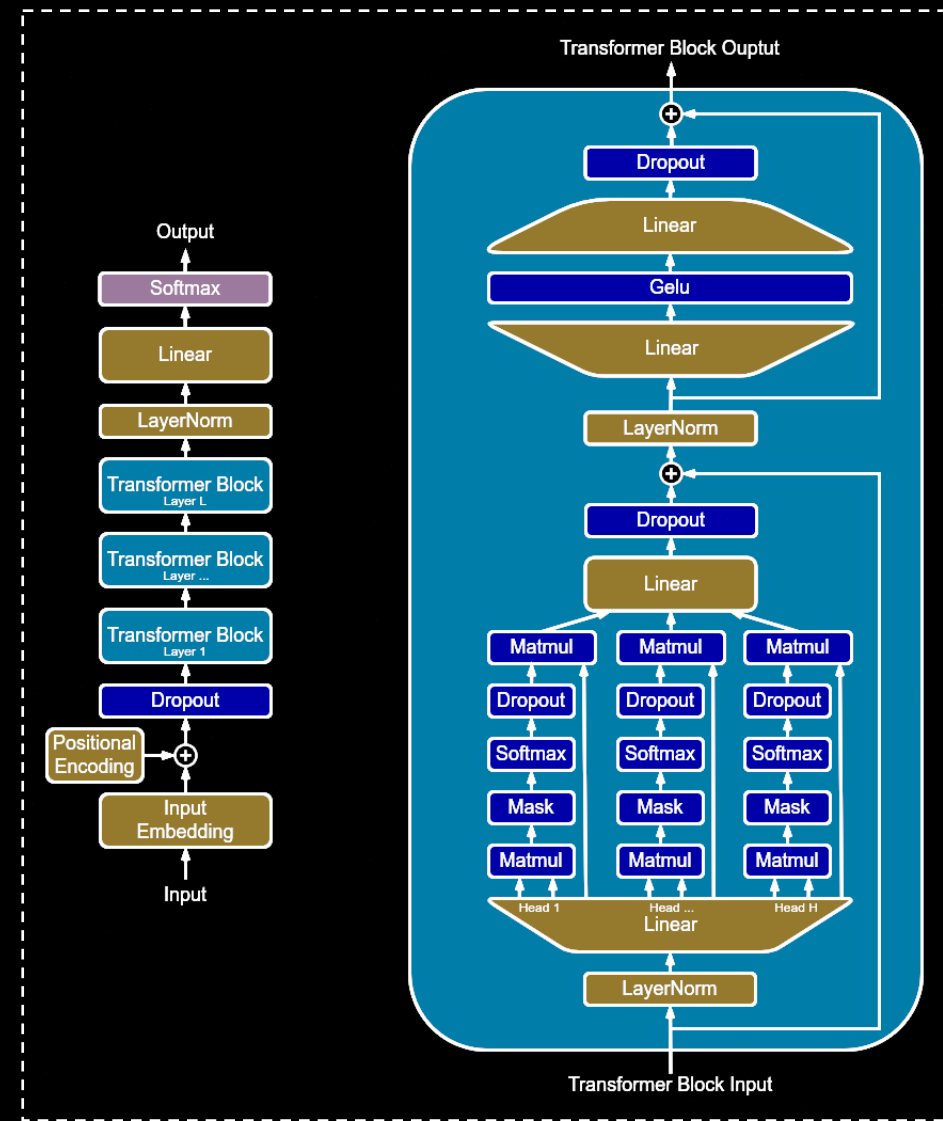 Output
Softmax
Linear
LayerNorm
Transformer Block
Layer L
Transformer Block
Layer ...
Transformer Block
Layer 1
Dropout
Positional
Encoding
+
Input
Embedding
Input
Transformer Block Ouptut
+
Dropout
Linear
Gelu
Linear
LayerNorm
+
Dropout
Linear
Matmul Matmul Matmul
Dropout Dropout Dropout
Softmax Softmax Softmax
Mask Mask Mask
Matmul Matmul Matmul
Head 1 Head ... Head H
Linear
LayerNorm
Transformer Block Input